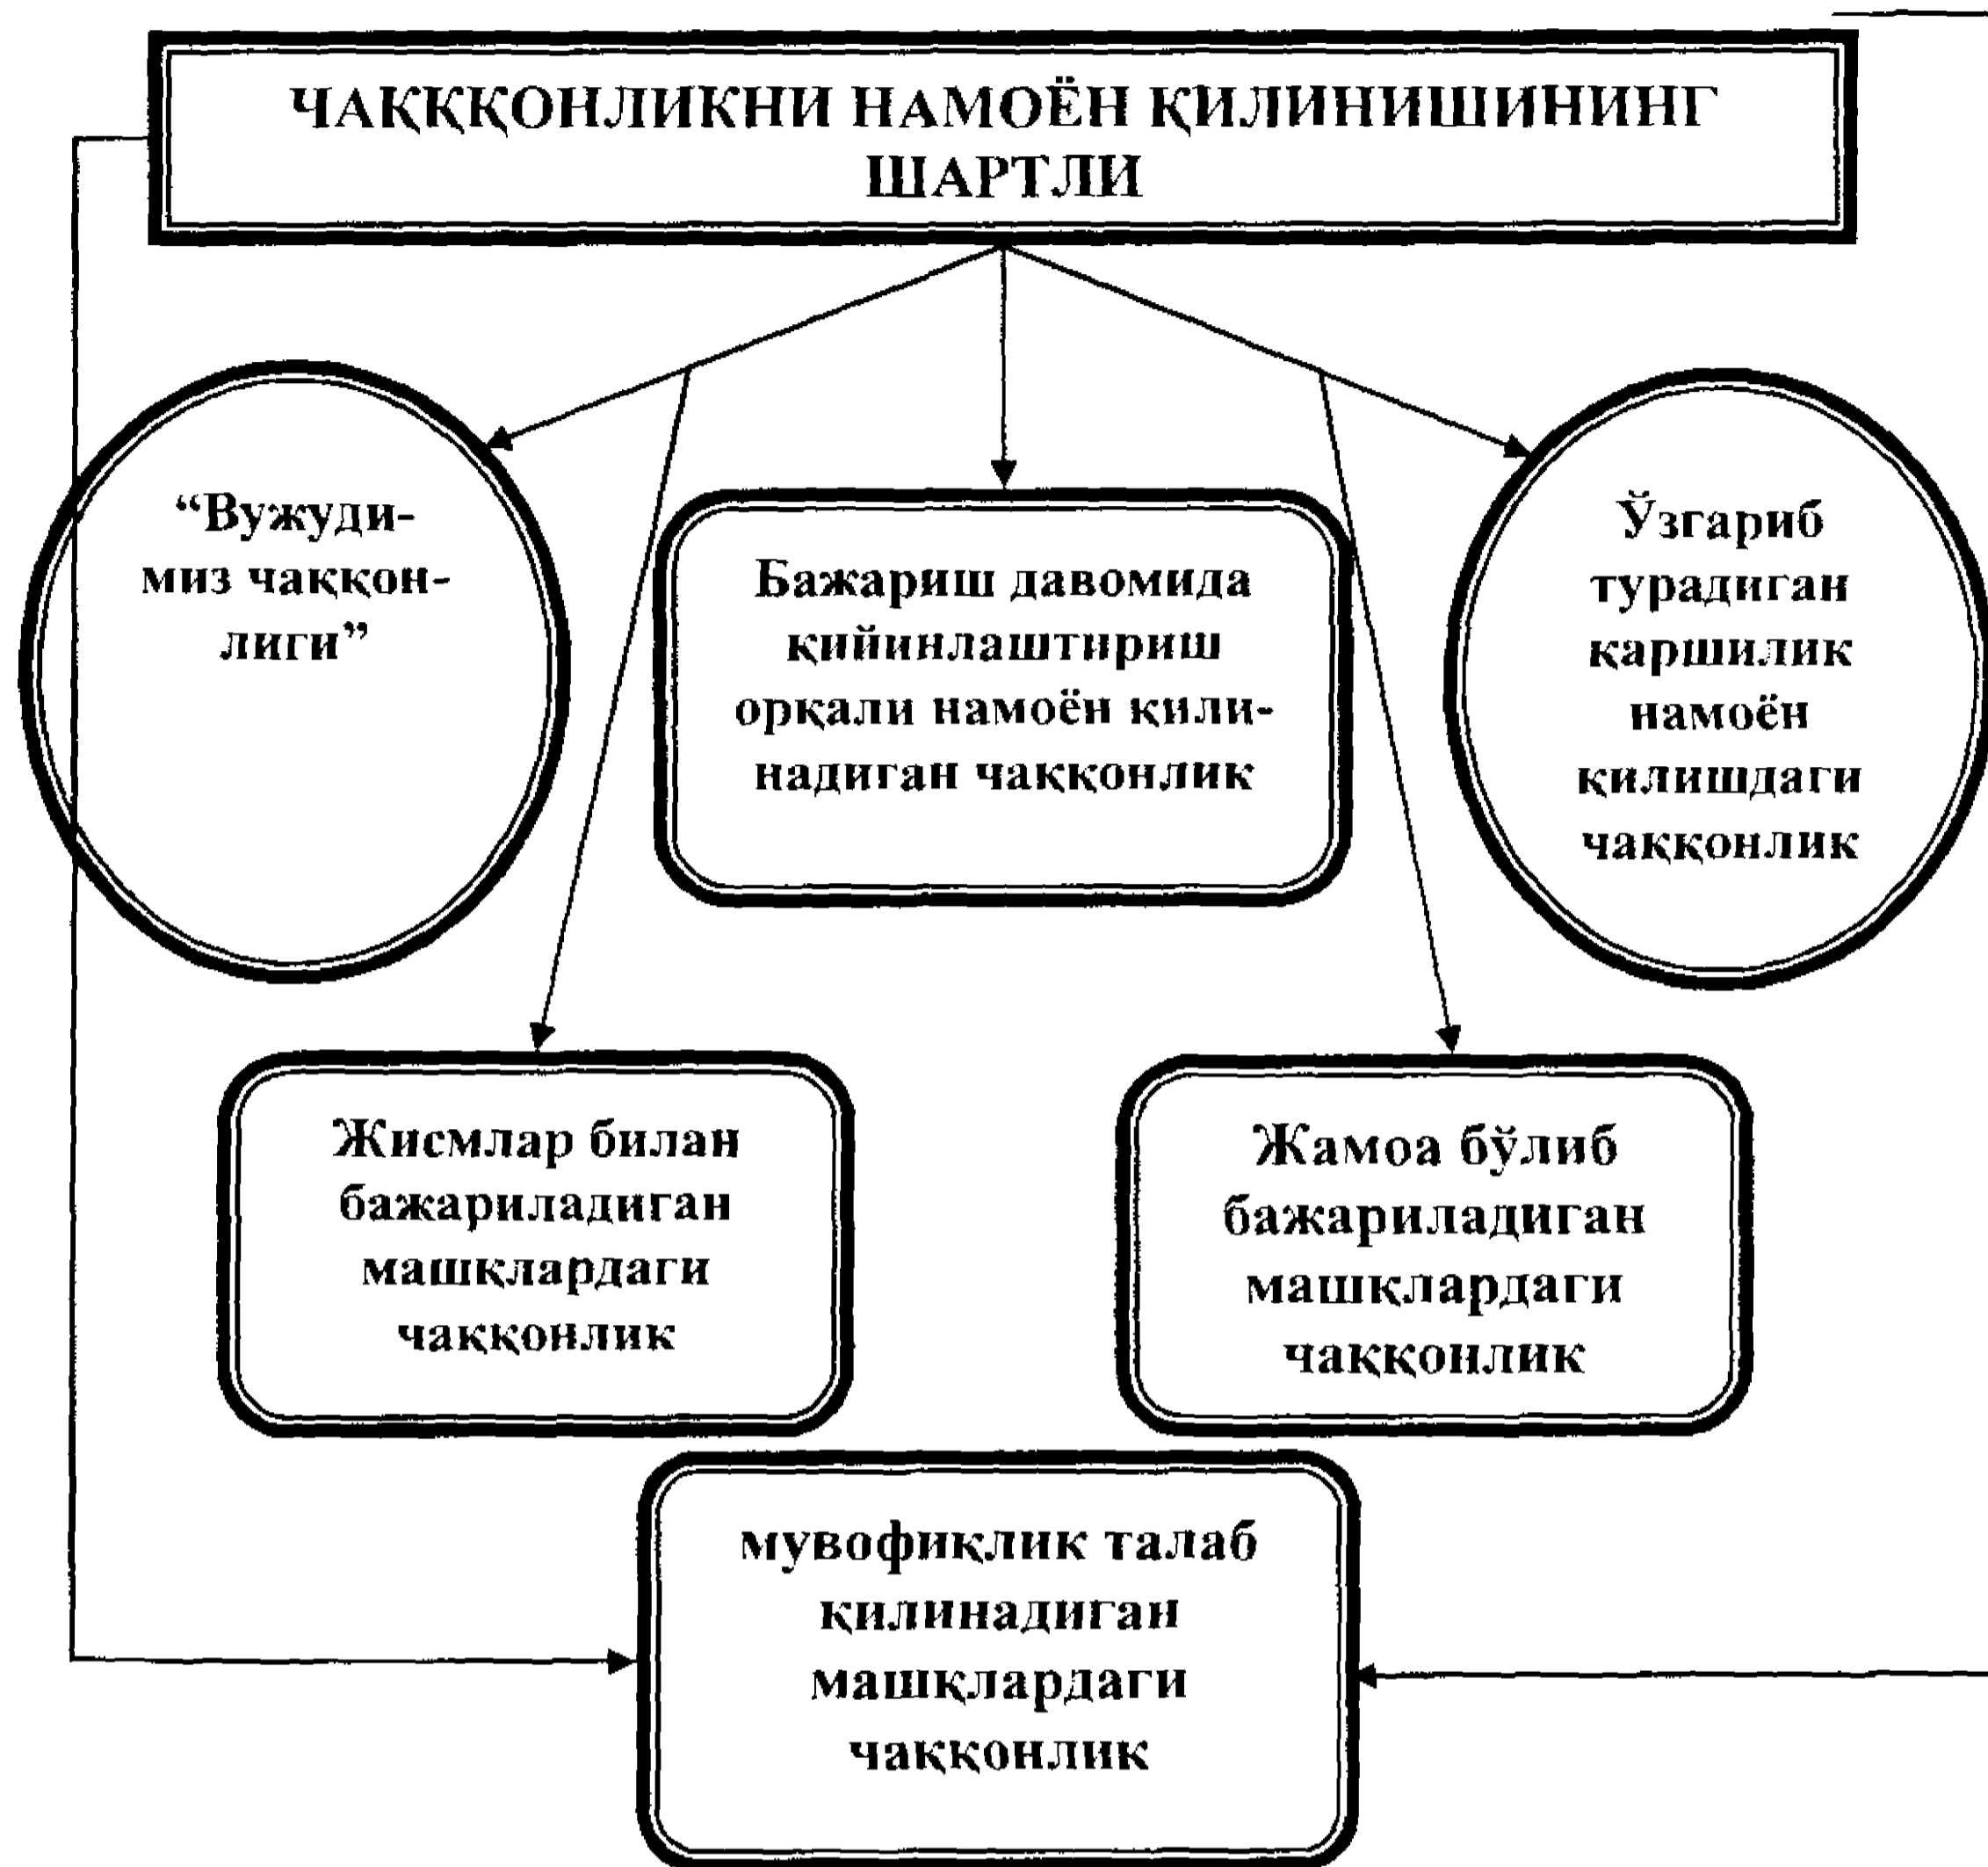 ЧАҚҚҚОНЛИКНИ НАМОЁН ҚИЛИНИШИНИНГ
ШАРТЛИ
“Вужуди-
миз чаққон-
лиги”
Бажариш давомида
қийинлаштириш
орқали намоён қили-
надиган чаққонлик
Ўзгариб
турадиган
қаршилик
намоён
қилишдаги
чаққонлик
Жисмлар билан
бажариладиган
машқлардаги
чаққонлик
Жамоа бўлиб
бажариладиган
машқлардаги
чаққонлик
мувофиқлик талаб
қилинадиган
машқлардаги
чаққонлик